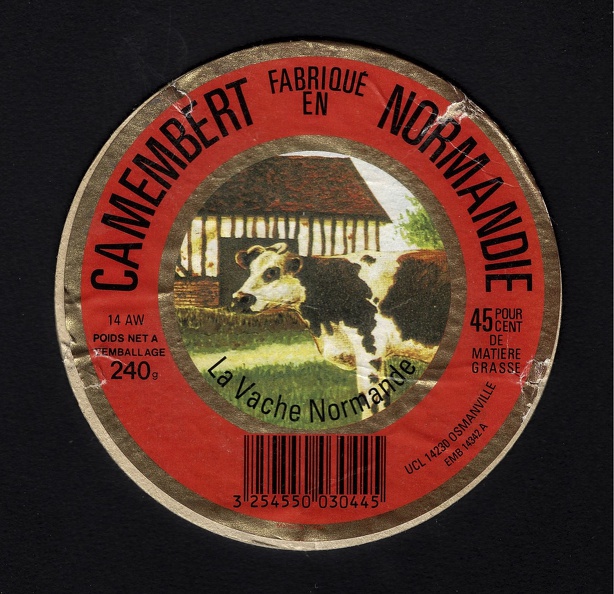 CAMEMBERT
FABRIQUÉ
EN
NORMANDIE
14 AW
POIDS NET A
L'EMBALLAGE
240g
45 POUR
CENT
DE
MATIERE
GRASSE
La Vache Normande
UCL 14230 OSMANVILLE
EMB 14342 A
3 254550 030445